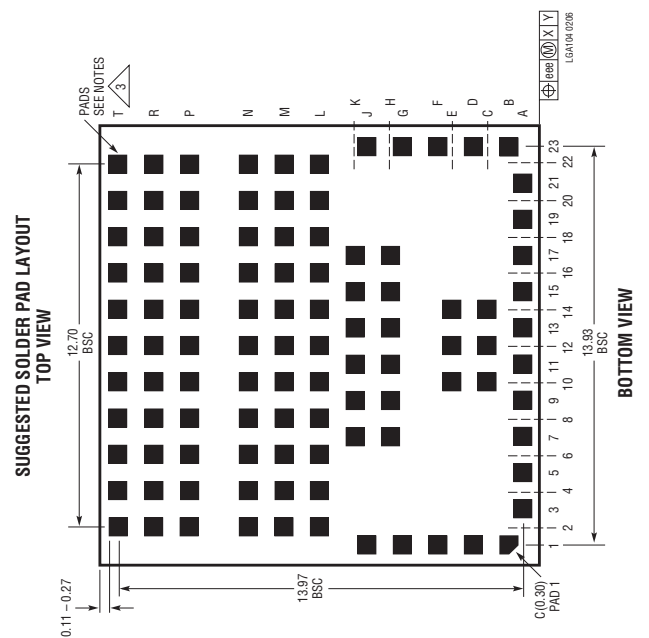 SUGGESTED SOLDER PAD LAYOUT
TOP VIEW
PADS
SEE NOTES
3
12.70
BSC
T
R
P
N
M
L
K
J
H
G
F
E
D
C
B
A
0.11 – 0.27
13.97
BSC
C(0.30)
PAD 1
1
2
3
4
5
6
7
8
9
10
11
12
13
14
15
16
17
18
19
20
21
22
23
13.93
BSC
BOTTOM VIEW
⌖ eee Ⓜ X Y
LGA104 0206